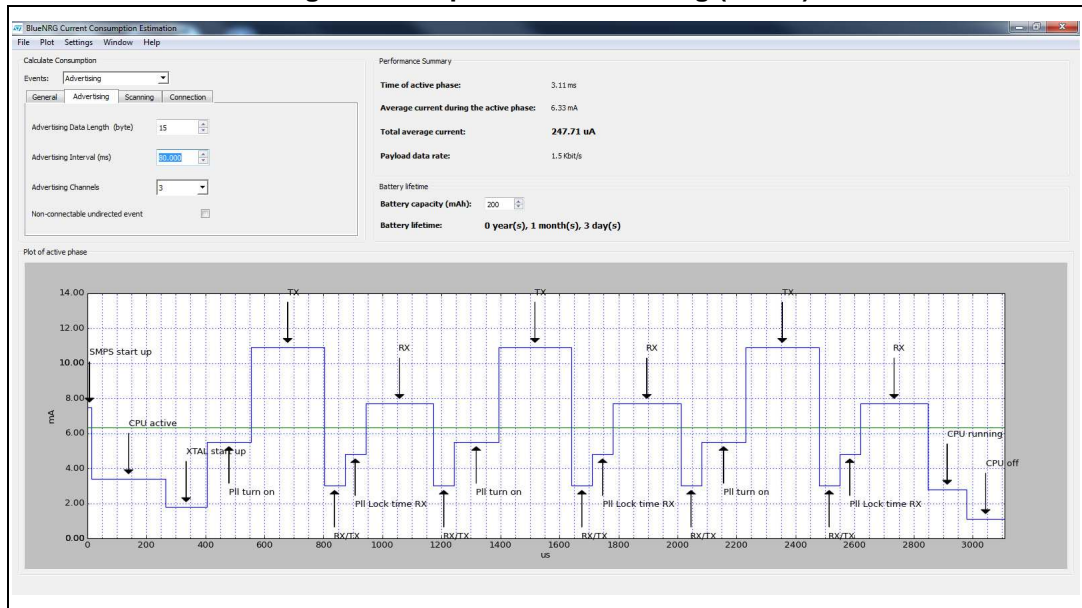 BlueNRG Current Consumption Estimation
File Plot Settings Window Help
Calculate Consumption
Events: Advertising
General Advertising Scanning Connection
Advertising Data Length (byte) 15
Advertising Interval (ms) 80.000
Advertising Channels 3
Non-connectable undirected event
Performance Summary
Time of active phase: 3.11 ms
Average current during the active phase: 6.33 mA
Total average current: 247.71 uA
Payload data rate: 1.5 Kbit/s
Battery lifetime
Battery capacity (mAh): 200
Battery lifetime: 0 year(s), 1 month(s), 3 day(s)
Plot of active phase
14.00
12.00
10.00
8.00
6.00
4.00
2.00
0.00
mA
TX TX TX
SMPS start up
RX RX RX
CPU active
XTAL start up
CPU running
CPU off
Pll turn on Pll turn on Pll turn on
Pll Lock time RX Pll Lock time RX Pll Lock time RX
RX/TX RX/TX RX/TX RX/TX RX/TX
0 200 400 600 800 1000 1200 1400 1600 1800 2000 2200 2400 2600 2800 3000
us